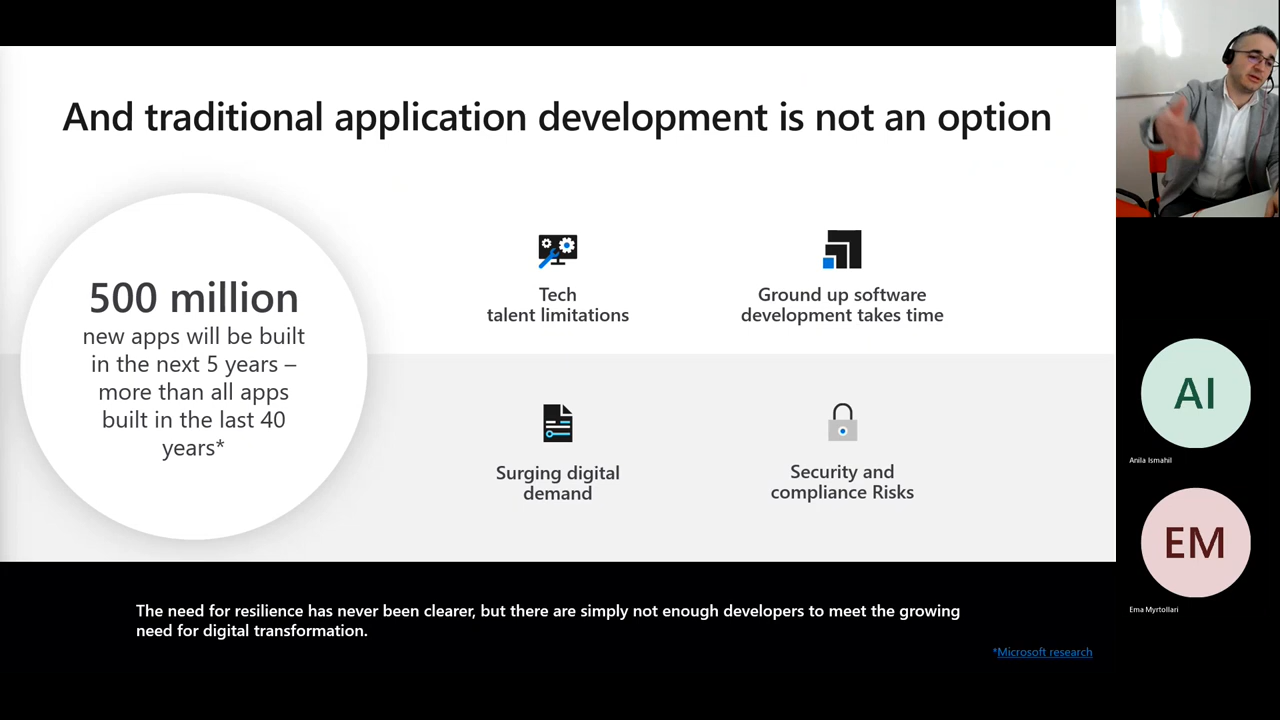 And traditional application development is not an option
500 million
new apps will be built
in the next 5 years –
more than all apps
built in the last 40
years*
Tech
talent limitations
Ground up software
development takes time
Surging digital
demand
Security and
compliance Risks
The need for resilience has never been clearer, but there are simply not enough developers to meet the growing
need for digital transformation.
*Microsoft research
AI
Anila Ismahil
EM
Ema Myrtollari